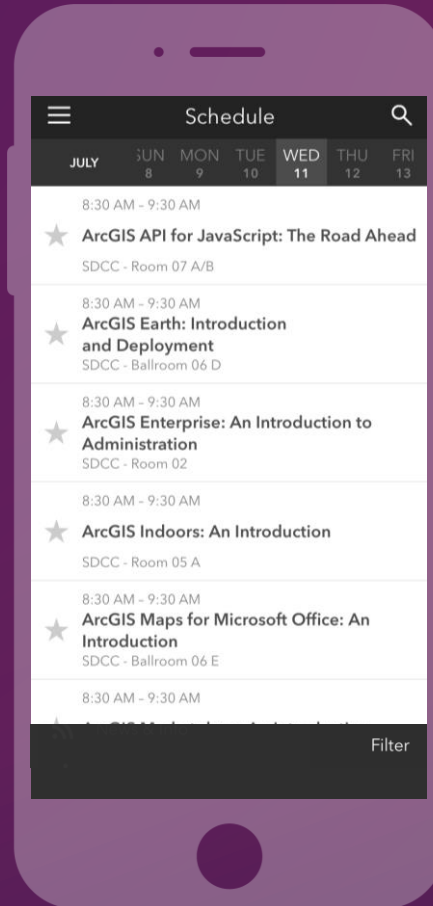 Schedule
JULY
SUN MON TUE WED THU FRI
8 9 10 11 12 13
8:30 AM – 9:30 AM
ArcGIS API for JavaScript: The Road Ahead
SDCC - Room 07 A/B
8:30 AM – 9:30 AM
ArcGIS Earth: Introduction
and Deployment
SDCC - Ballroom 06 D
8:30 AM – 9:30 AM
ArcGIS Enterprise: An Introduction to
Administration
SDCC - Room 02
8:30 AM – 9:30 AM
ArcGIS Indoors: An Introduction
SDCC - Room 05 A
8:30 AM – 9:30 AM
ArcGIS Maps for Microsoft Office: An
Introduction
SDCC - Ballroom 06 E
8:30 AM – 9:30 AM
Filter